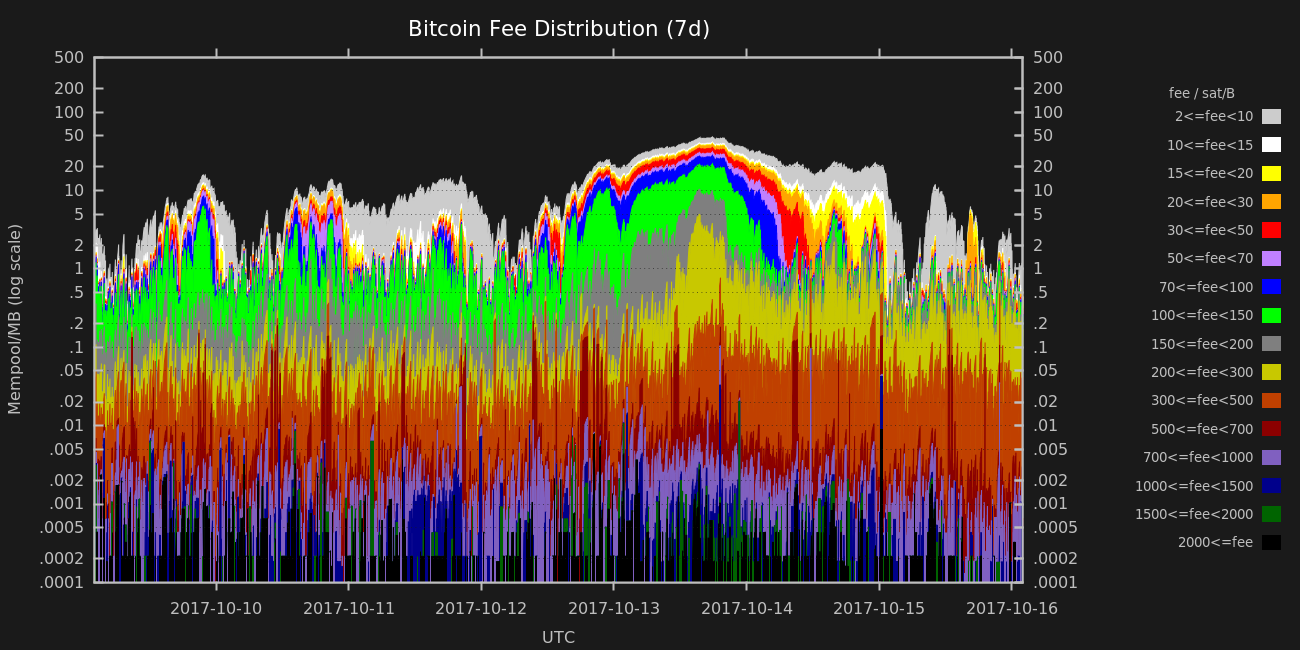 Bitcoin Fee Distribution (7d)
Mempool/MB (log scale)
500
200
100
50
20
10
5
2
1
.5
.2
.1
.05
.02
.01
.005
.002
.001
.0005
.0002
.0001
500
200
100
50
20
10
5
2
1
.5
.2
.1
.05
.02
.01
.005
.002
.001
.0005
.0002
.0001
2017-10-10 2017-10-11 2017-10-12 2017-10-13 2017-10-14 2017-10-15 2017-10-16
UTC
fee / sat/B
2<=fee<10
10<=fee<15
15<=fee<20
20<=fee<30
30<=fee<50
50<=fee<70
70<=fee<100
100<=fee<150
150<=fee<200
200<=fee<300
300<=fee<500
500<=fee<700
700<=fee<1000
1000<=fee<1500
1500<=fee<2000
2000<=fee